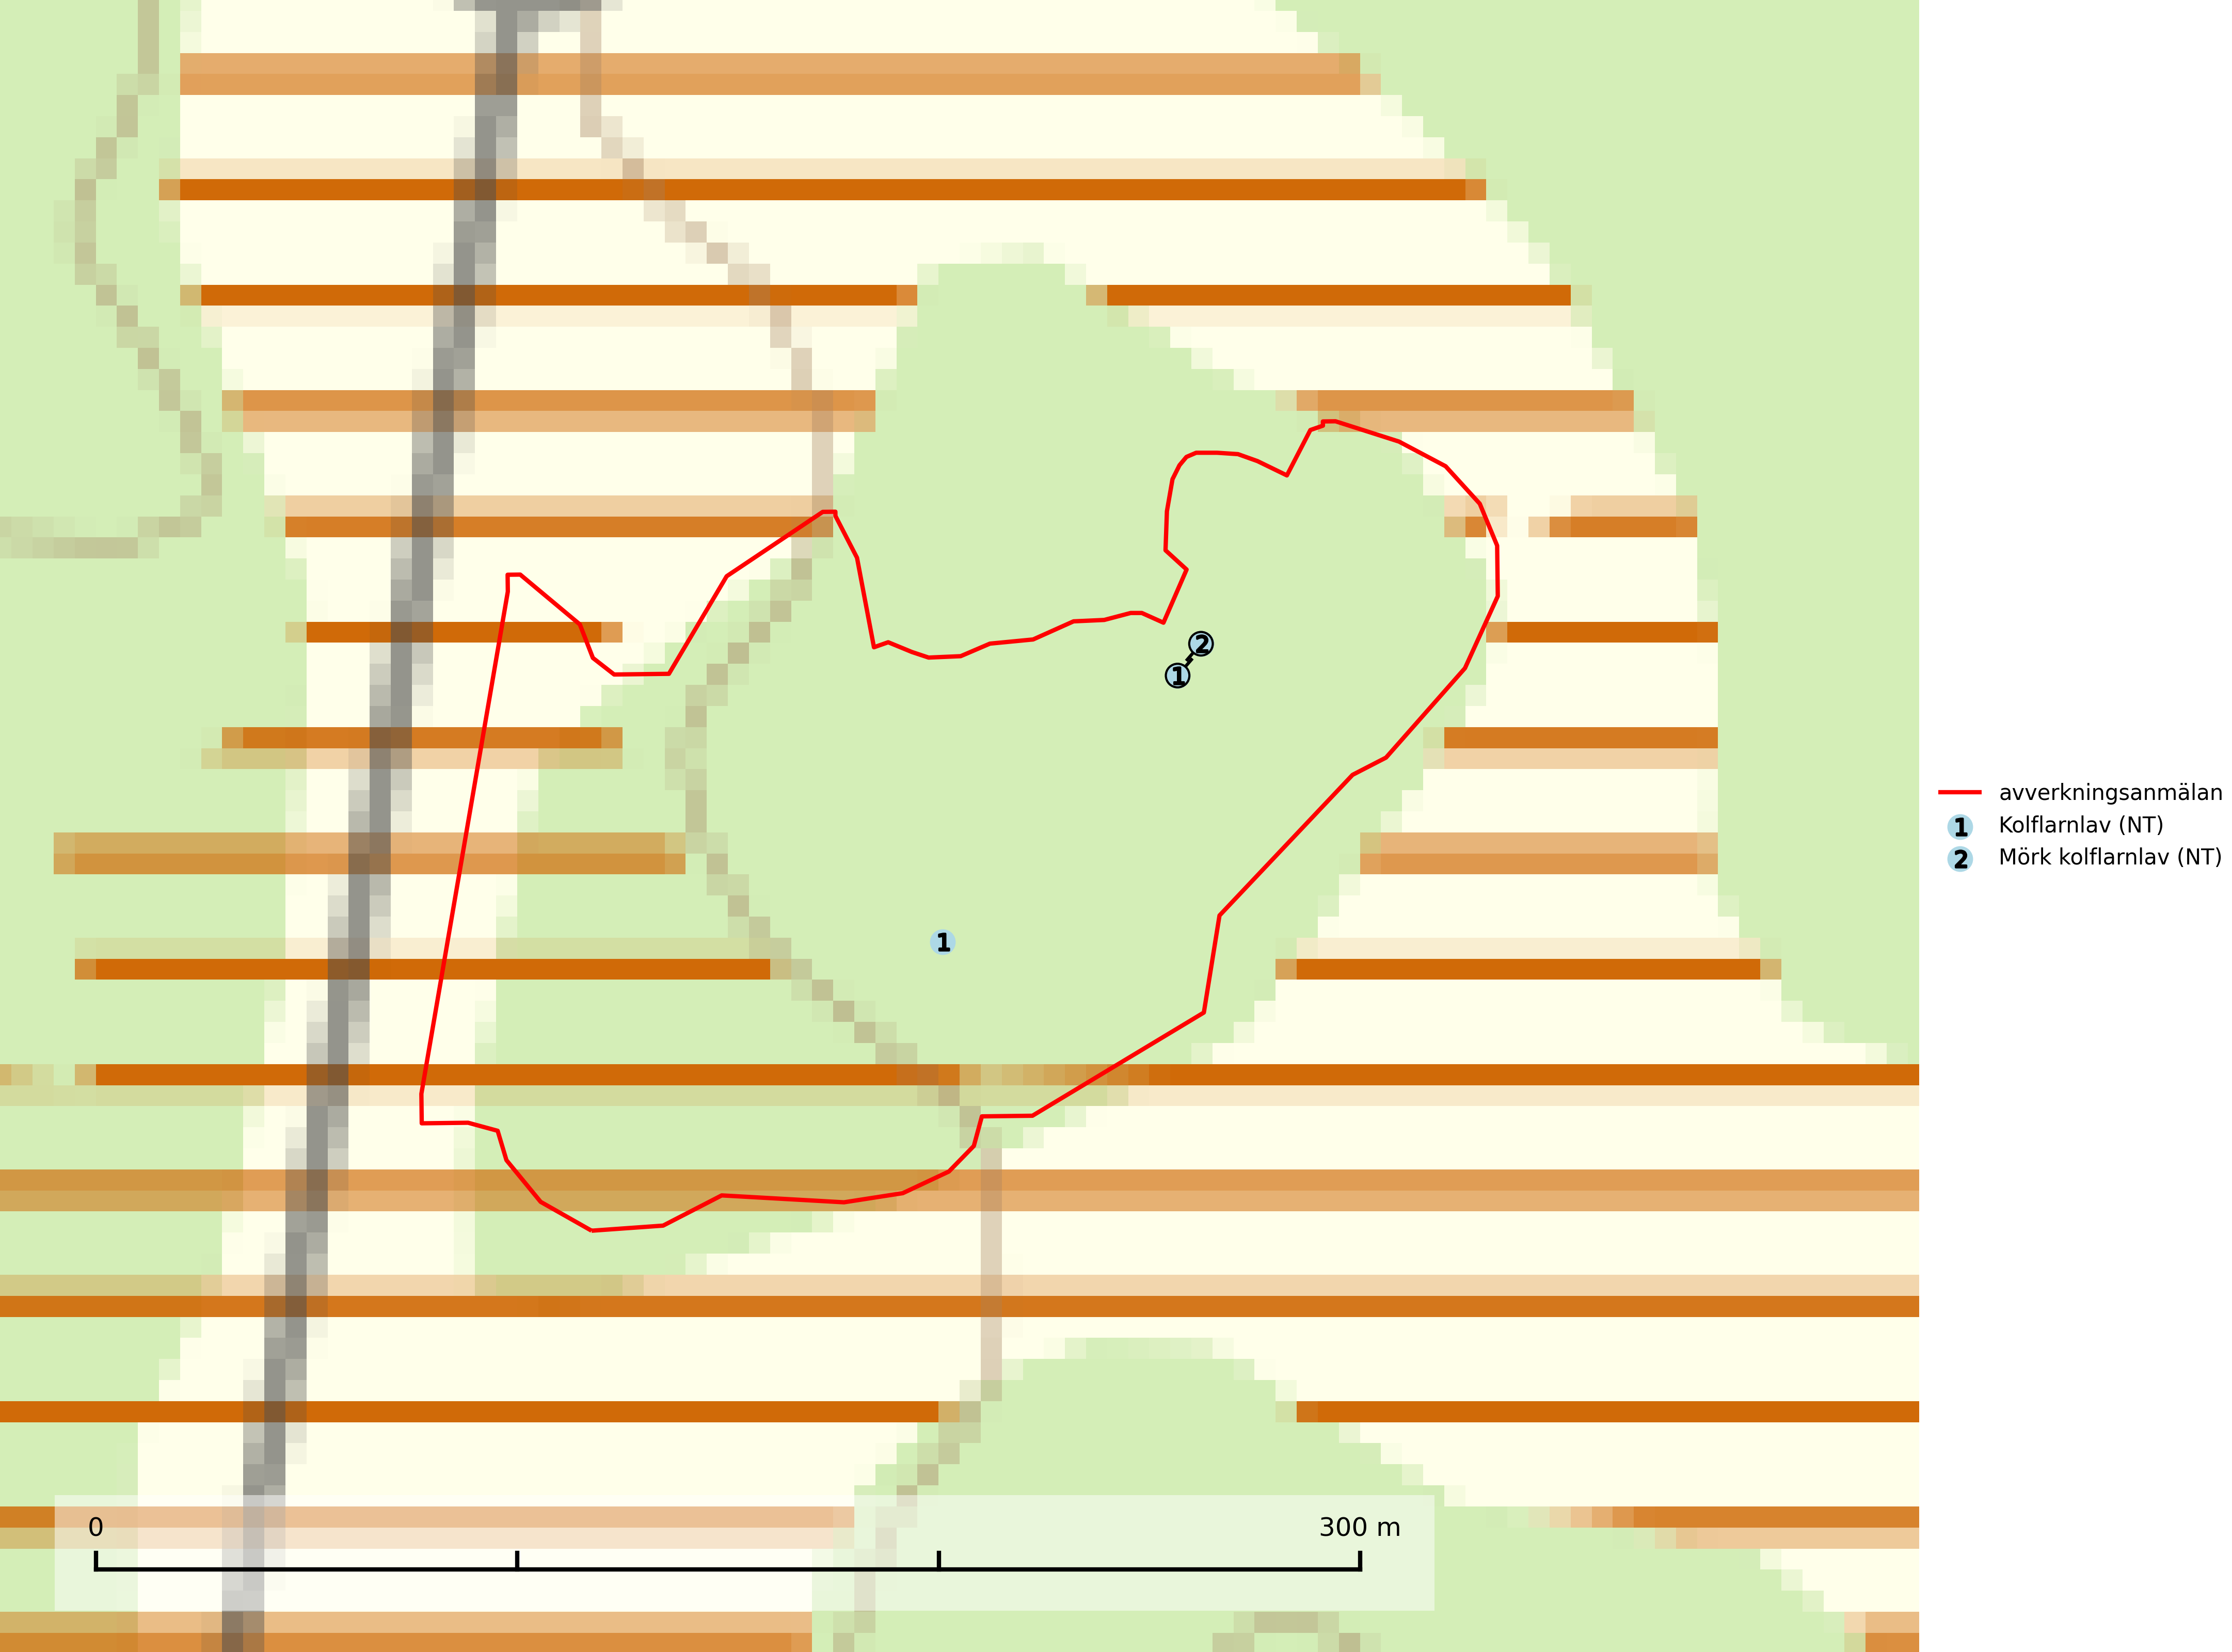 2
1
1
avverkningsanmälan
1 Kolflarnlav (NT)
2 Mörk kolflarnlav (NT)
0 300 m